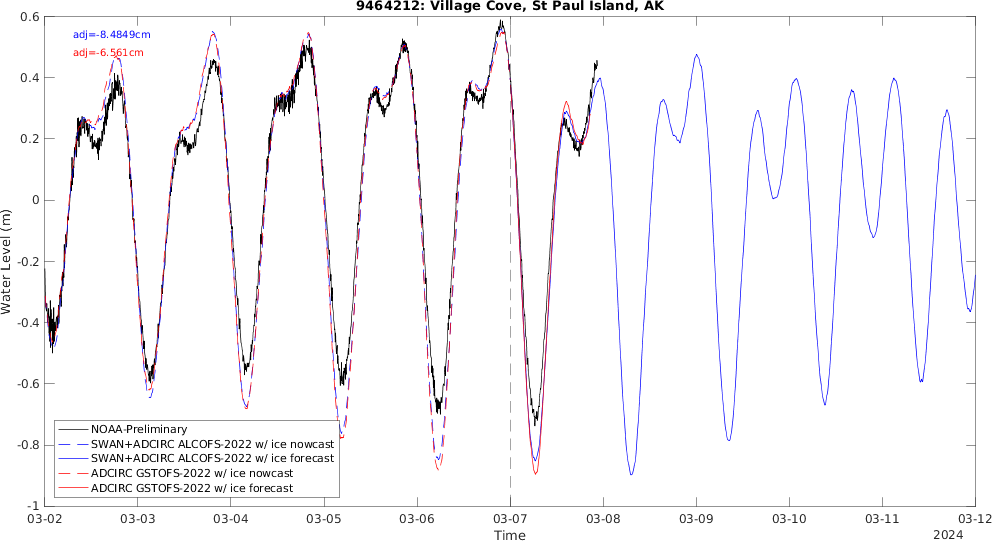 9464212: Village Cove, St Paul Island, AK
adj=-8.4849cm
adj=-6.561cm
0.6
0.4
0.2
0
-0.2
-0.4
-0.6
-0.8
-1
Water Level (m)
NOAA-Preliminary
SWAN+ADCIRC ALCOFS-2022 w/ ice nowcast
SWAN+ADCIRC ALCOFS-2022 w/ ice forecast
ADCIRC GSTOFS-2022 w/ ice nowcast
ADCIRC GSTOFS-2022 w/ ice forecast
03-02 03-03 03-04 03-05 03-06 03-07 03-08 03-09 03-10 03-11 03-12
Time
2024